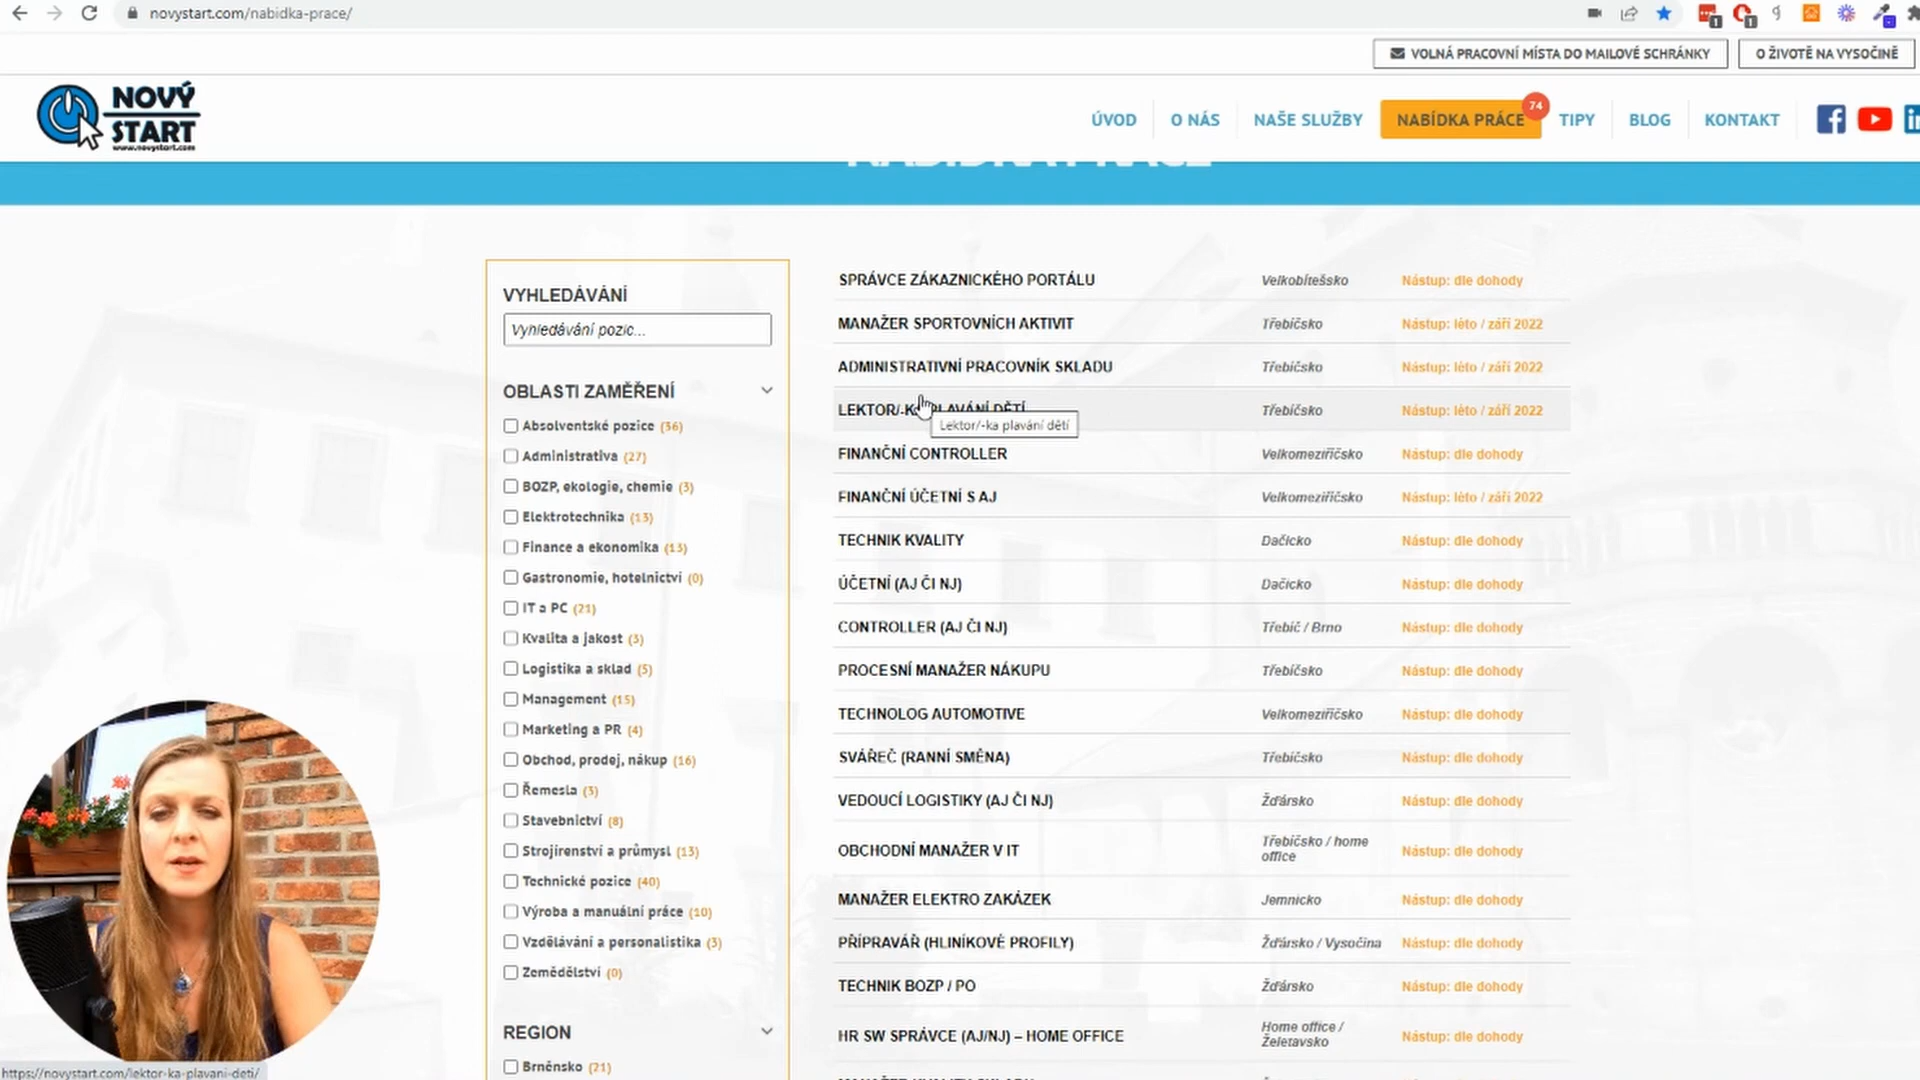 novystart.com/nabidka-prace/
VOLNÁ PRACOVNÍ MÍSTA DO MAILOVÉ SCHRÁNKY
O ŽIVOTĚ NA VYSOČINĚ
NOVÝ
START
www.novystart.com
ÚVOD
O NÁS
NAŠE SLUŽBY
NABÍDKA PRÁCE
74
TIPY
BLOG
KONTAKT
VYHLEDÁVÁNÍ
Vyhledávání pozic...
OBLASTI ZAMĚŘENÍ
Absolventské pozice (36)
Administrativa (27)
BOZP, ekologie, chemie (3)
Elektrotechnika (13)
Finance a ekonomika (13)
Gastronomie, hotelnictví (0)
IT a PC (21)
Kvalita a jakost (3)
Logistika a sklad (5)
Management (15)
Marketing a PR (4)
Obchod, prodej, nákup (16)
Řemesla (3)
Stavebnictví (8)
Strojírenství a průmysl (13)
Technické pozice (40)
Výroba a manuální práce (10)
Vzdělávání a personalistika (3)
Zemědělství (0)
REGION
Brněnsko (21)
SPRÁVCE ZÁKAZNICKÉHO PORTÁLU Velkobítešsko Nástup: dle dohody
MANAŽER SPORTOVNÍCH AKTIVIT Třebíčsko Nástup: léto / září 2022
ADMINISTRATIVNÍ PRACOVNÍK SKLADU Třebíčsko Nástup: léto / září 2022
LEKTOR/-KA PLAVÁNÍ DĚTÍ Třebíčsko Nástup: léto / září 2022
Lektor/-ka plavání dětí
FINANČNÍ CONTROLLER Velkomeziříčsko Nástup: dle dohody
FINANČNÍ ÚČETNÍ S AJ Velkomeziříčsko Nástup: léto / září 2022
TECHNIK KVALITY Dačicko Nástup: dle dohody
ÚČETNÍ (AJ ČI NJ) Dačicko Nástup: dle dohody
CONTROLLER (AJ ČI NJ) Třebíč / Brno Nástup: dle dohody
PROCESNÍ MANAŽER NÁKUPU Třebíčsko Nástup: dle dohody
TECHNOLOG AUTOMOTIVE Velkomeziříčsko Nástup: dle dohody
SVÁŘEČ (RANNÍ SMĚNA) Třebíčsko Nástup: dle dohody
VEDOUCÍ LOGISTIKY (AJ ČI NJ) Žďársko Nástup: dle dohody
OBCHODNÍ MANAŽER V IT Třebíčsko / home office Nástup: dle dohody
MANAŽER ELEKTRO ZAKÁZEK Jemnicko Nástup: dle dohody
PŘÍPRAVÁŘ (HLINÍKOVÉ PROFILY) Žďársko / Vysočina Nástup: dle dohody
TECHNIK BOZP / PO Žďársko Nástup: dle dohody
HR SW SPRÁVCE (AJ/NJ) – HOME OFFICE Home office / Želetavsko Nástup: dle dohody
https://novystart.com/lektor-ka-plavani-deti/